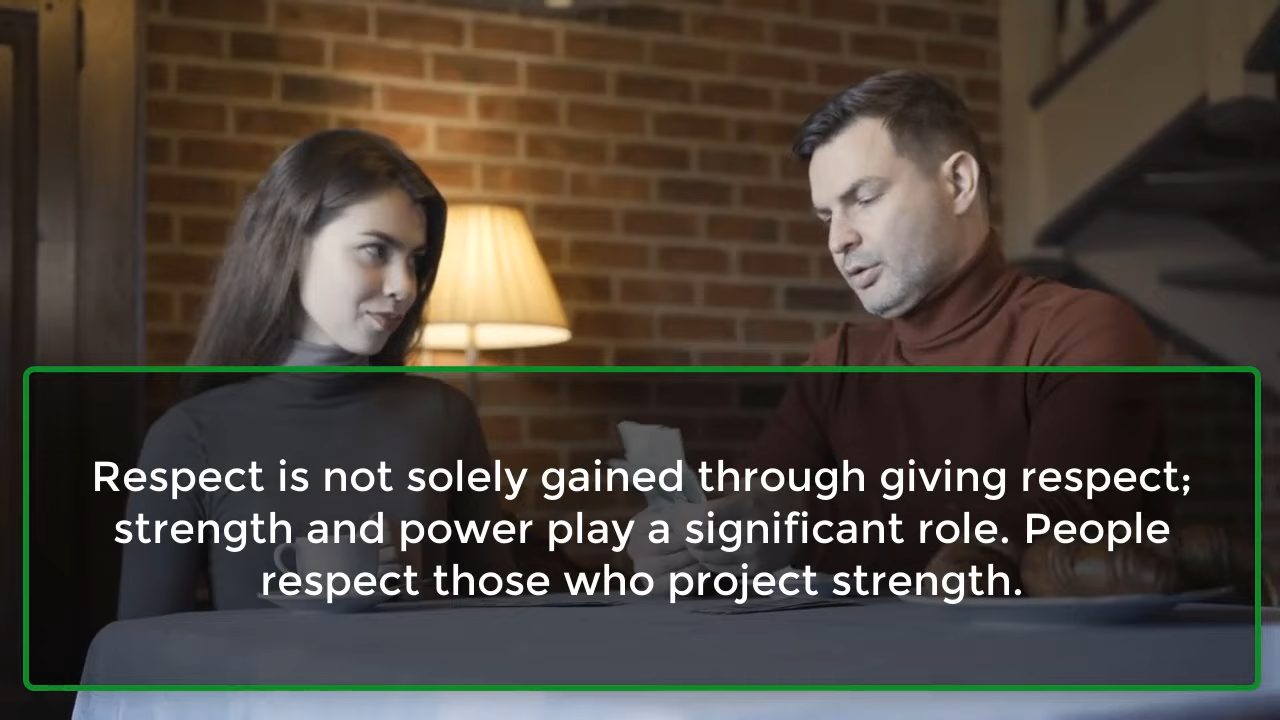 Respect is not solely gained through giving respect;
strength and power play a significant role. People
respect those who project strength.